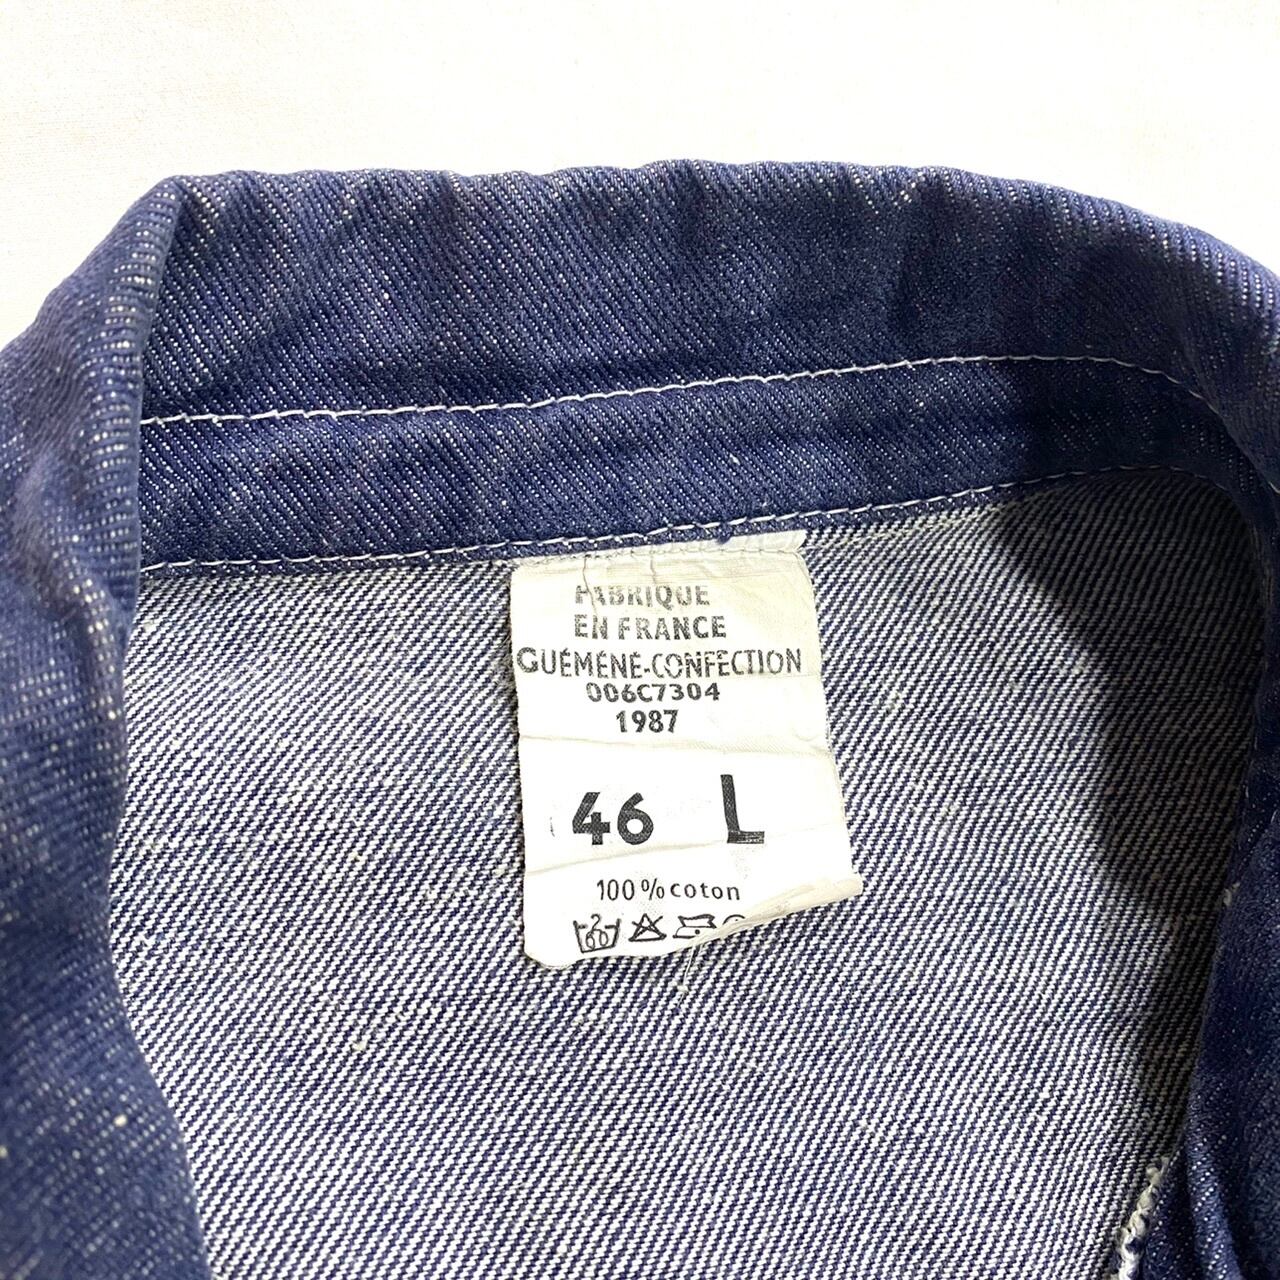 FABRIQUE
EN FRANCE
GUÉMENÉ-CONFECTION
006C7304
1987
46 L
100% coton